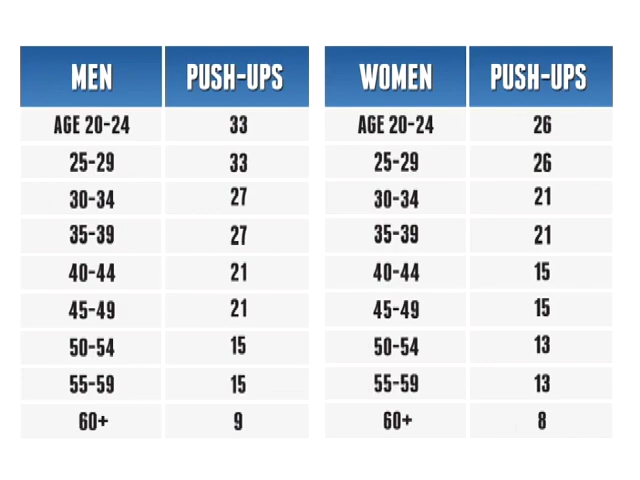 MEN PUSH-UPS WOMEN PUSH-UPS
AGE 20-24 33 AGE 20-24 26
25-29 33 25-29 26
30-34 27 30-34 21
35-39 27 35-39 21
40-44 21 40-44 15
45-49 21 45-49 15
50-54 15 50-54 13
55-59 15 55-59 13
60+ 9 60+ 8